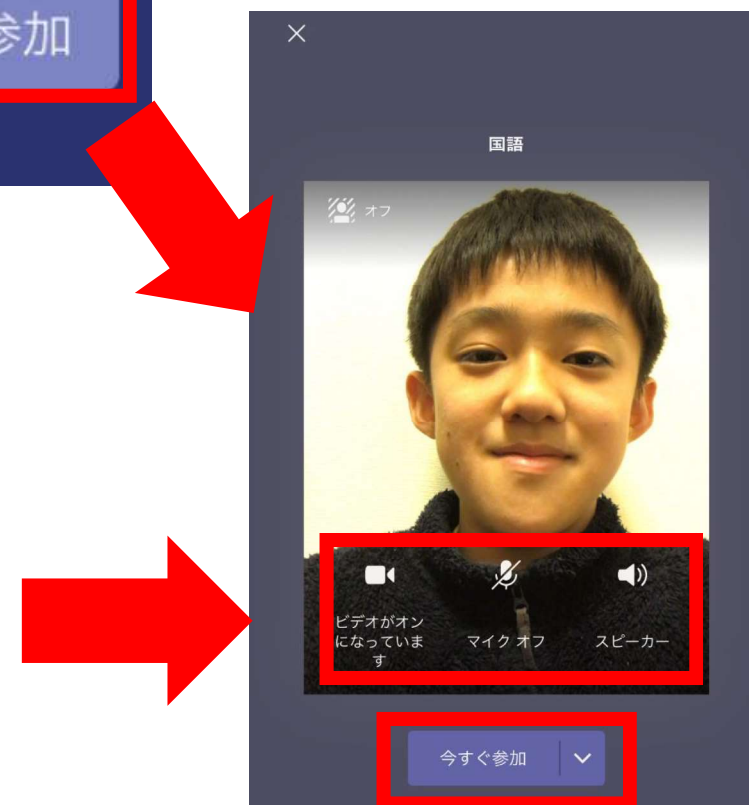 参加
国語
オフ
ビデオがオン
になっていま
す
マイク オフ
スピーカー
今すぐ参加